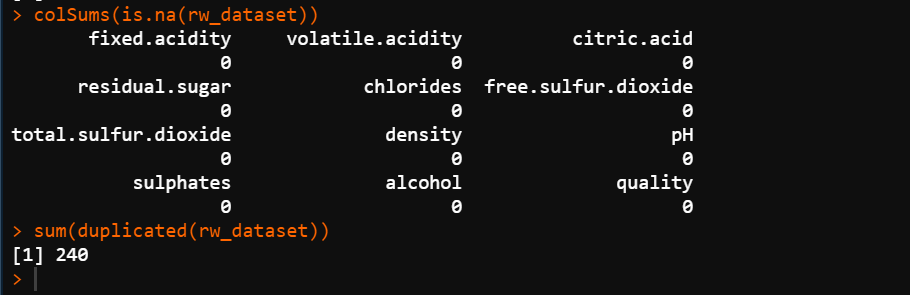 > colSums(is.na(rw_dataset))
fixed.acidity volatile.acidity citric.acid
0 0 0
residual.sugar chlorides free.sulfur.dioxide
0 0 0
total.sulfur.dioxide density pH
0 0 0
sulphates alcohol quality
0 0 0
> sum(duplicated(rw_dataset))
[1] 240
>